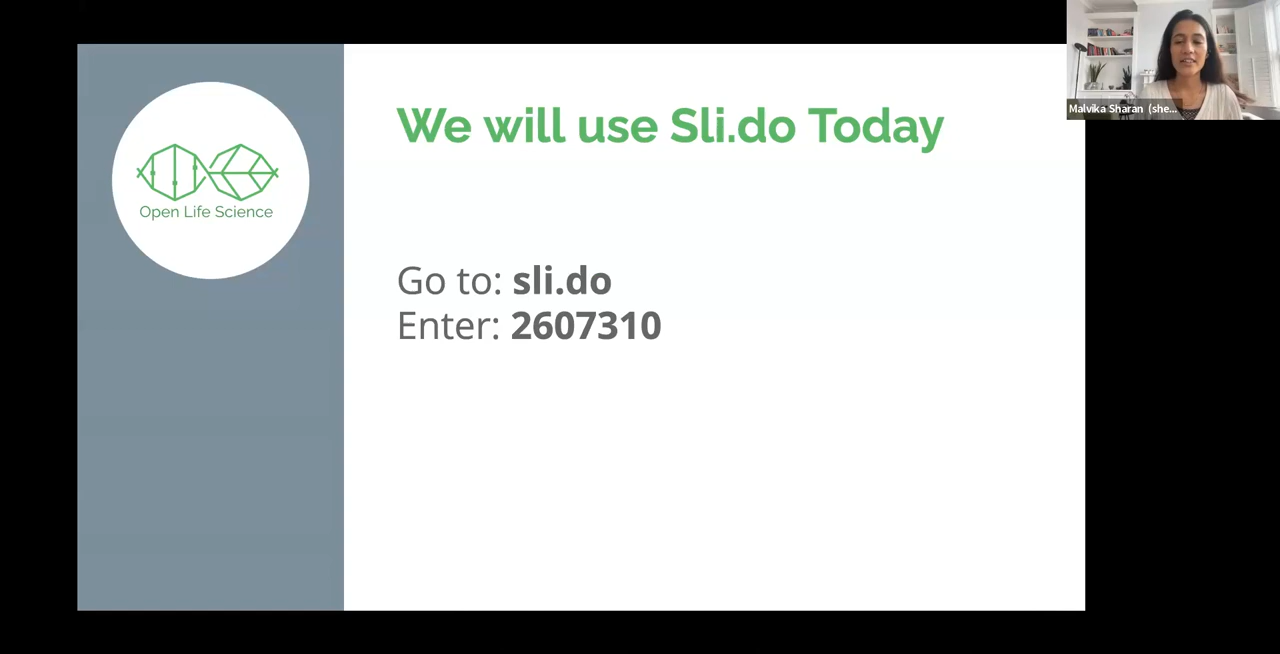 We will use Sli.do Today
Open Life Science
Go to: sli.do
Enter: 2607310
Malvika Sharan (she...